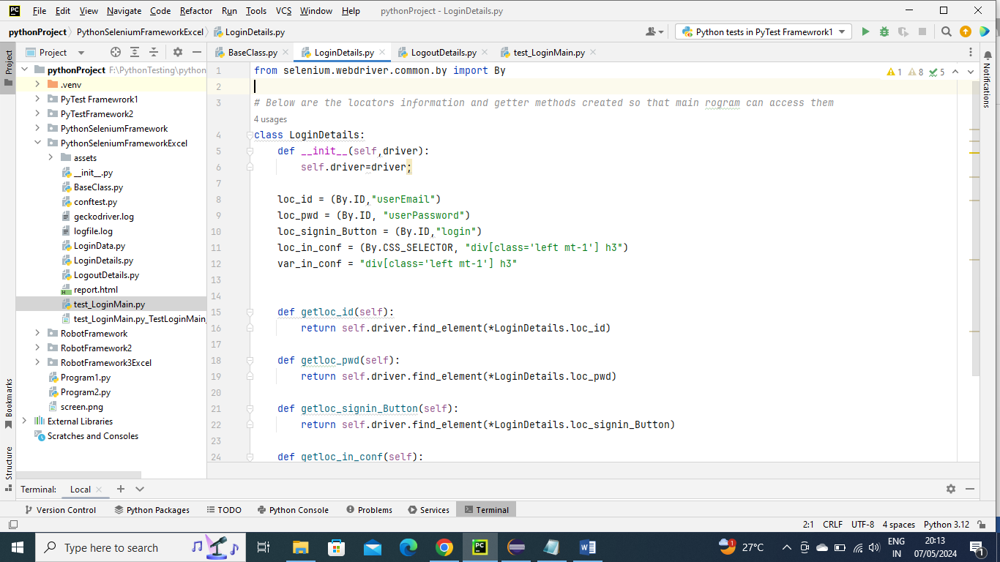 File Edit View Navigate Code Refactor Run Tools VCS Window Help pythonProject - LoginDetails.py
pythonProject PythonSeleniumFrameworkExcel LoginDetails.py Python tests in PyTest Framewrork1
Project BaseClass.py LoginDetails.py LogoutDetails.py test_LoginMain.py
Project
Bookmarks
Structure
pythonProject F:\PythonTesting\python
.venv
PyTest Framewrork1
PyTestFramework2
PythonSeleniumFramework
PythonSeleniumFrameworkExcel
assets
__init__.py
BaseClass.py
conftest.py
geckodriver.log
logfile.log
LoginData.py
LoginDetails.py
LogoutDetails.py
report.html
test_LoginMain.py
test_LoginMain.py_TestLoginMain_
RobotFramework
RobotFramework2
RobotFramework3Excel
Program1.py
Program2.py
screen.png
External Libraries
Scratches and Consoles
1 from selenium.webdriver.common.by import By
1 8 5
2
3 # Below are the locators information and getter methods created so that main rogram can access them
4 usages
4 class LoginDetails:
5 def __init__(self,driver):
6 self.driver=driver;
7
8 loc_id = (By.ID,"userEmail")
9 loc_pwd = (By.ID, "userPassword")
10 loc_signin_Button = (By.ID,"login")
11 loc_in_conf = (By.CSS_SELECTOR, "div[class='left mt-1'] h3")
12 var_in_conf = "div[class='left mt-1'] h3"
13
14
15 def getloc_id(self):
16 return self.driver.find_element(*LoginDetails.loc_id)
17
18 def getloc_pwd(self):
19 return self.driver.find_element(*LoginDetails.loc_pwd)
20
21 def getloc_signin_Button(self):
22 return self.driver.find_element(*LoginDetails.loc_signin_Button)
23
24 def getloc_in_conf(self):
Notifications
Terminal: Local
Version Control Python Packages TODO Python Console Problems Services Terminal
2:1 CRLF UTF-8 4 spaces Python 3.12
Type here to search 27°C
ENG
IN
20:13
07/05/2024
1